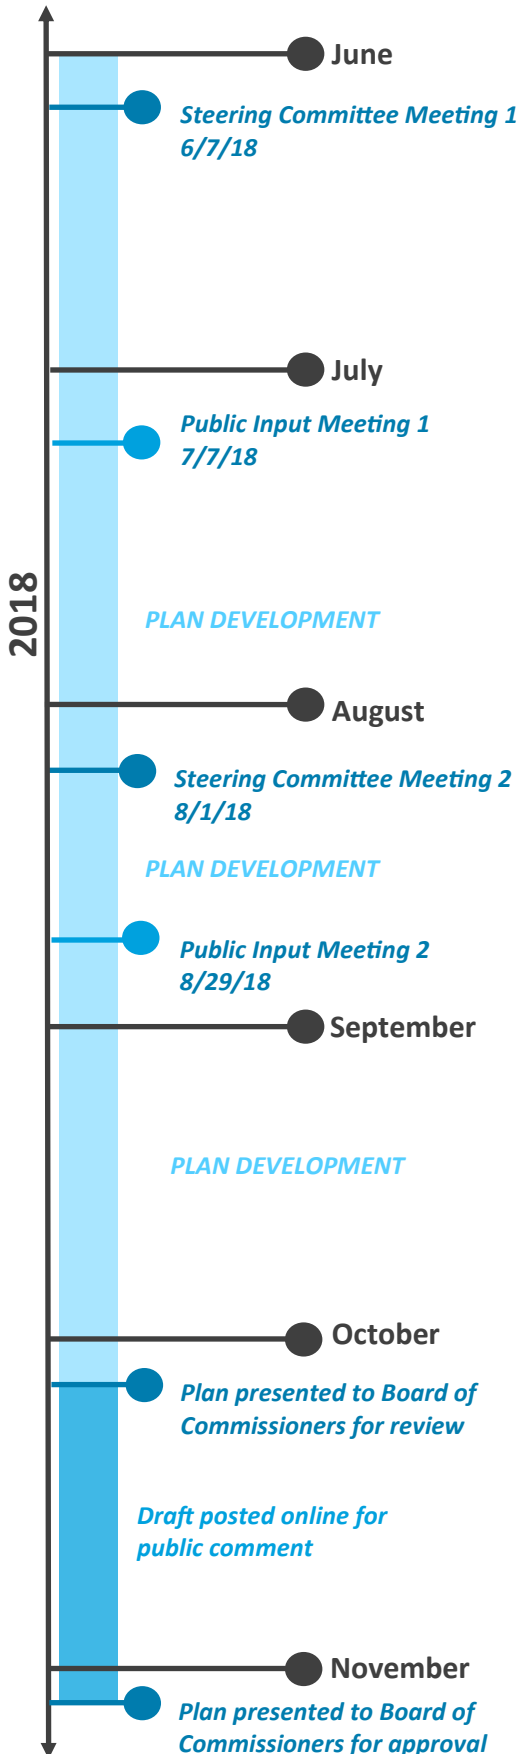 June
Steering Committee Meeting 1
6/7/18
July
Public Input Meeting 1
7/7/18
2018
PLAN DEVELOPMENT
August
Steering Committee Meeting 2
8/1/18
PLAN DEVELOPMENT
Public Input Meeting 2
8/29/18
September
PLAN DEVELOPMENT
October
Plan presented to Board of
Commissioners for review
Draft posted online for
public comment
November
Plan presented to Board of
Commissioners for approval